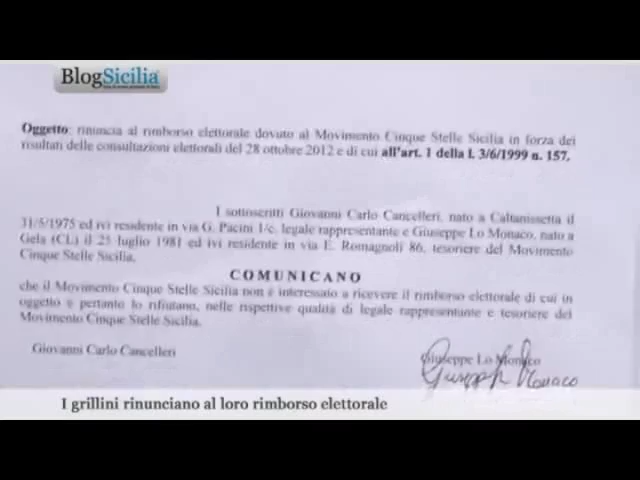 BlogSicilia
Oggetto: rinuncia al rimborso elettorale dovuto al Movimento Cinque Stelle Sicilia in forza dei
risultati delle consultazioni elettorali del 28 ottobre 2012 e di cui all'art. 1 della l. 3/6/1999 n. 157.
I sottoscritti Giovanni Carlo Cancelleri, nato a Caltanissetta il
31/5/1975 ed ivi residente in via G. Pacini 1/c, legale rappresentante e Giuseppe Lo Monaco, nato a
Gela (CL) il 25 luglio 1981 ed ivi residente in via E. Romagnoli 86, tesoriere del Movimento
Cinque Stelle Sicilia,
COMUNICANO
che il Movimento Cinque Stelle Sicilia non è interessato a ricevere il rimborso elettorale di cui in
oggetto e pertanto lo rifiutano, nelle rispettive qualità di legale rappresentante e tesoriere del
Movimento Cinque Stelle Sicilia.
Giovanni Carlo Cancelleri
Giuseppe Lo Monaco
I grillini rinunciano al loro rimborso elettorale